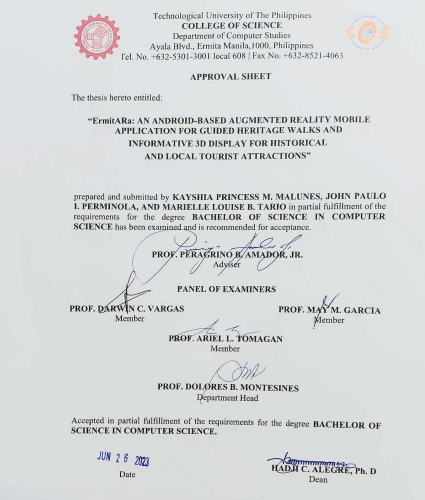 Technological University of The Philippines
COLLEGE OF SCIENCE
Department of Computer Studies
Ayala Blvd., Ermita Manila,1000, Philippines
Tel. No. +632-5301-3001 local 608 | Fax No. +632-8521-4063
APPROVAL SHEET
The thesis hereto entitled:
“ErmitARa: AN ANDROID-BASED AUGMENTED REALITY MOBILE
APPLICATION FOR GUIDED HERITAGE WALKS AND
INFORMATIVE 3D DISPLAY FOR HISTORICAL
AND LOCAL TOURIST ATTRACTIONS”
prepared and submitted by KAYSHIA PRINCESS M. MALUNES, JOHN PAULO
I. PERMINOLA, AND MARIELLE LOUISE B. TARIO in partial fulfillment of the
requirements for the degree BACHELOR OF SCIENCE IN COMPUTER
SCIENCE has been examined and is recommended for acceptance.
PROF. PERAGRINO B. AMADOR, JR.
Adviser
PANEL OF EXAMINERS
PROF. DARWIN C. VARGAS PROF. MAY M. GARCIA
Member Member
PROF. ARIEL L. TOMAGAN
Member
PROF. DOLORES B. MONTESINES
Department Head
Accepted in partial fulfillment of the requirements for the degree BACHELOR OF
SCIENCE IN COMPUTER SCIENCE.
JUN 26 2023 HADJI C. ALEGRE, Ph. D
Date Dean